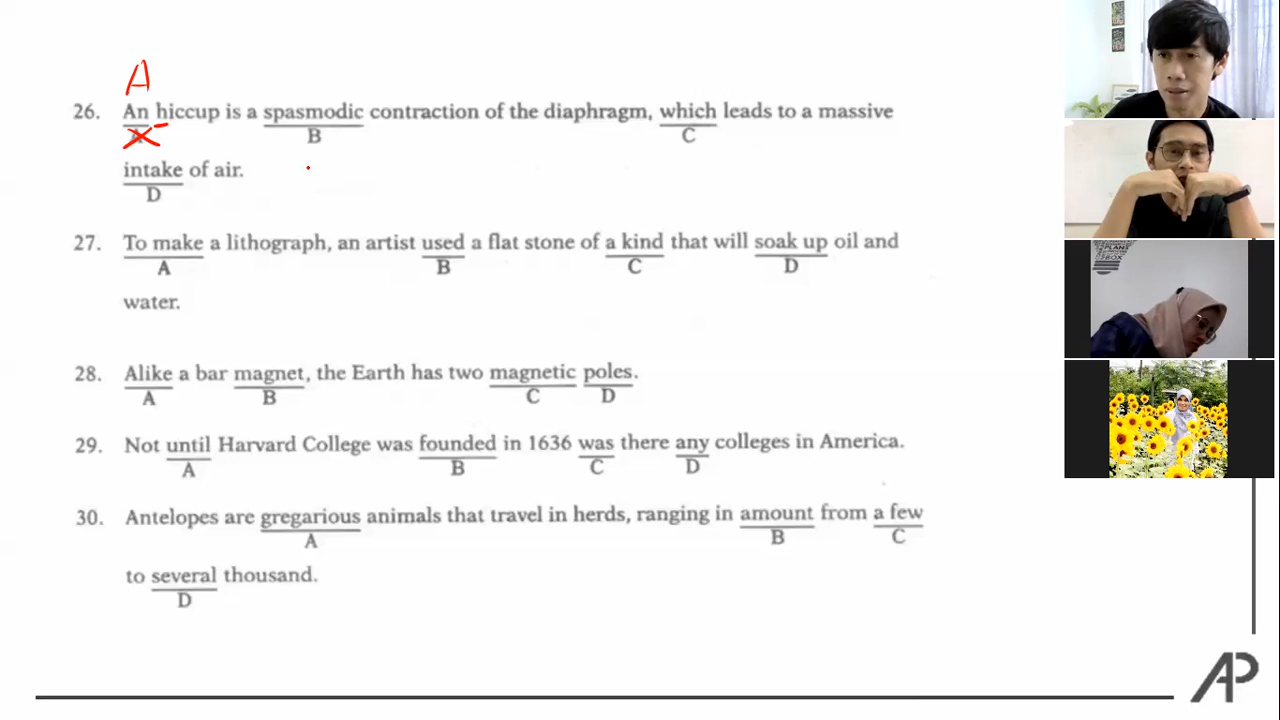 A
26. An hiccup is a spasmodic contraction of the diaphragm, which leads to a massive
A B C
intake of air.
D
27. To make a lithograph, an artist used a flat stone of a kind that will soak up oil and
A B C D
water.
28. Alike a bar magnet, the Earth has two magnetic poles.
A B C D
29. Not until Harvard College was founded in 1636 was there any colleges in America.
A B C D
30. Antelopes are gregarious animals that travel in herds, ranging in amount from a few
A B C
to several thousand.
D
PLANS
BOX
AP